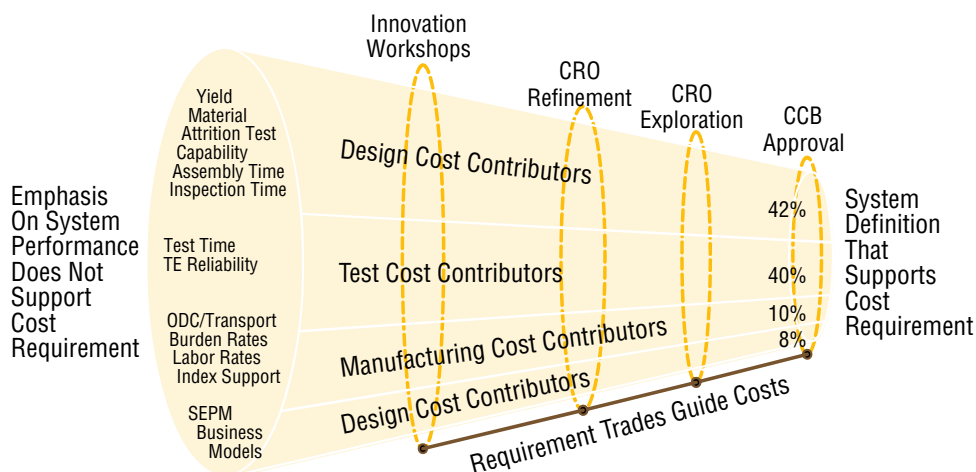 Innovation
Workshops
CRO
Refinement
CRO
Exploration
CCB
Approval
Emphasis
On System
Performance
Does Not
Support
Cost
Requirement
Yield
Material
Attrition Test
Capability
Assembly Time
Inspection Time
Test Time
TE Reliability
ODC/Transport
Burden Rates
Labor Rates
Index Support
SEPM
Business
Models
Design Cost Contributors
Test Cost Contributors
Manufacturing Cost Contributors
Design Cost Contributors
42%
40%
10%
8%
System
Definition
That
Supports
Cost
Requirement
Requirement Trades Guide Costs